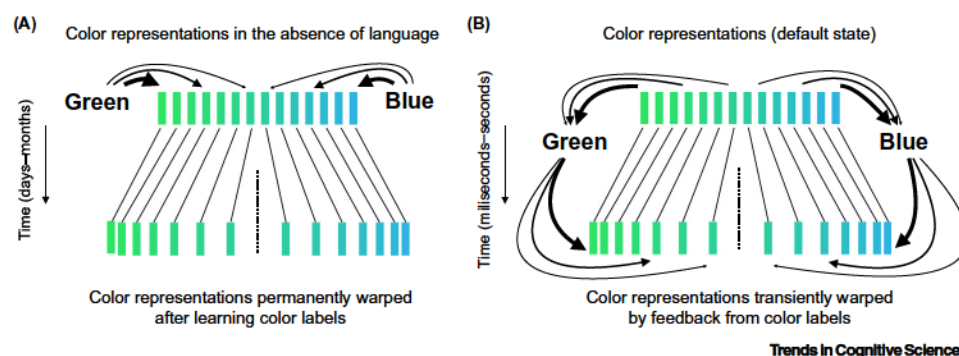 (A)
Color representations in the absence of language
Green
Blue
Time (days–months)
Color representations permanently warped
after learning color labels
(B)
Color representations (default state)
Green
Blue
Time (miliseconds–seconds)
Color representations transiently warped
by feedback from color labels
Trends in Cognitive Science